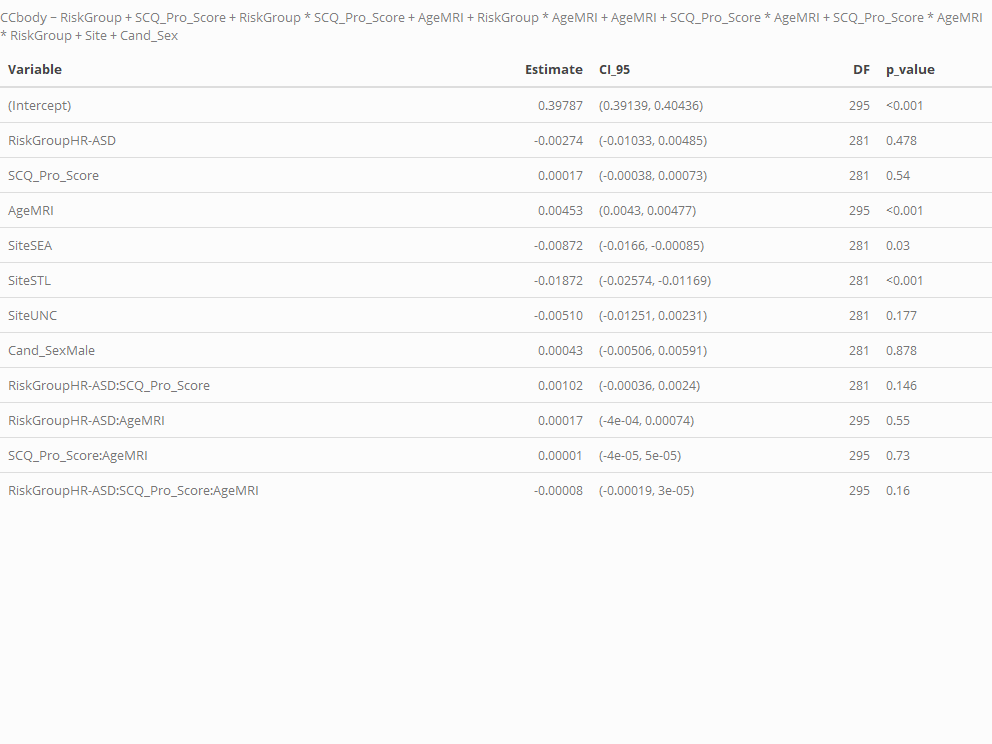 CCbody ~ RiskGroup + SCQ_Pro_Score + RiskGroup * SCQ_Pro_Score + AgeMRI + RiskGroup * AgeMRI + AgeMRI + SCQ_Pro_Score * AgeMRI + SCQ_Pro_Score * AgeMRI
* RiskGroup + Site + Cand_Sex
Variable Estimate CI_95 DF p_value
(Intercept) 0.39787 (0.39139, 0.40436) 295 <0.001
RiskGroupHR-ASD -0.00274 (-0.01033, 0.00485) 281 0.478
SCQ_Pro_Score 0.00017 (-0.00038, 0.00073) 281 0.54
AgeMRI 0.00453 (0.0043, 0.00477) 295 <0.001
SiteSEA -0.00872 (-0.0166, -0.00085) 281 0.03
SiteSTL -0.01872 (-0.02574, -0.01169) 281 <0.001
SiteUNC -0.00510 (-0.01251, 0.00231) 281 0.177
Cand_SexMale 0.00043 (-0.00506, 0.00591) 281 0.878
RiskGroupHR-ASD:SCQ_Pro_Score 0.00102 (-0.00036, 0.0024) 281 0.146
RiskGroupHR-ASD:AgeMRI 0.00017 (-4e-04, 0.00074) 295 0.55
SCQ_Pro_Score:AgeMRI 0.00001 (-4e-05, 5e-05) 295 0.73
RiskGroupHR-ASD:SCQ_Pro_Score:AgeMRI -0.00008 (-0.00019, 3e-05) 295 0.16